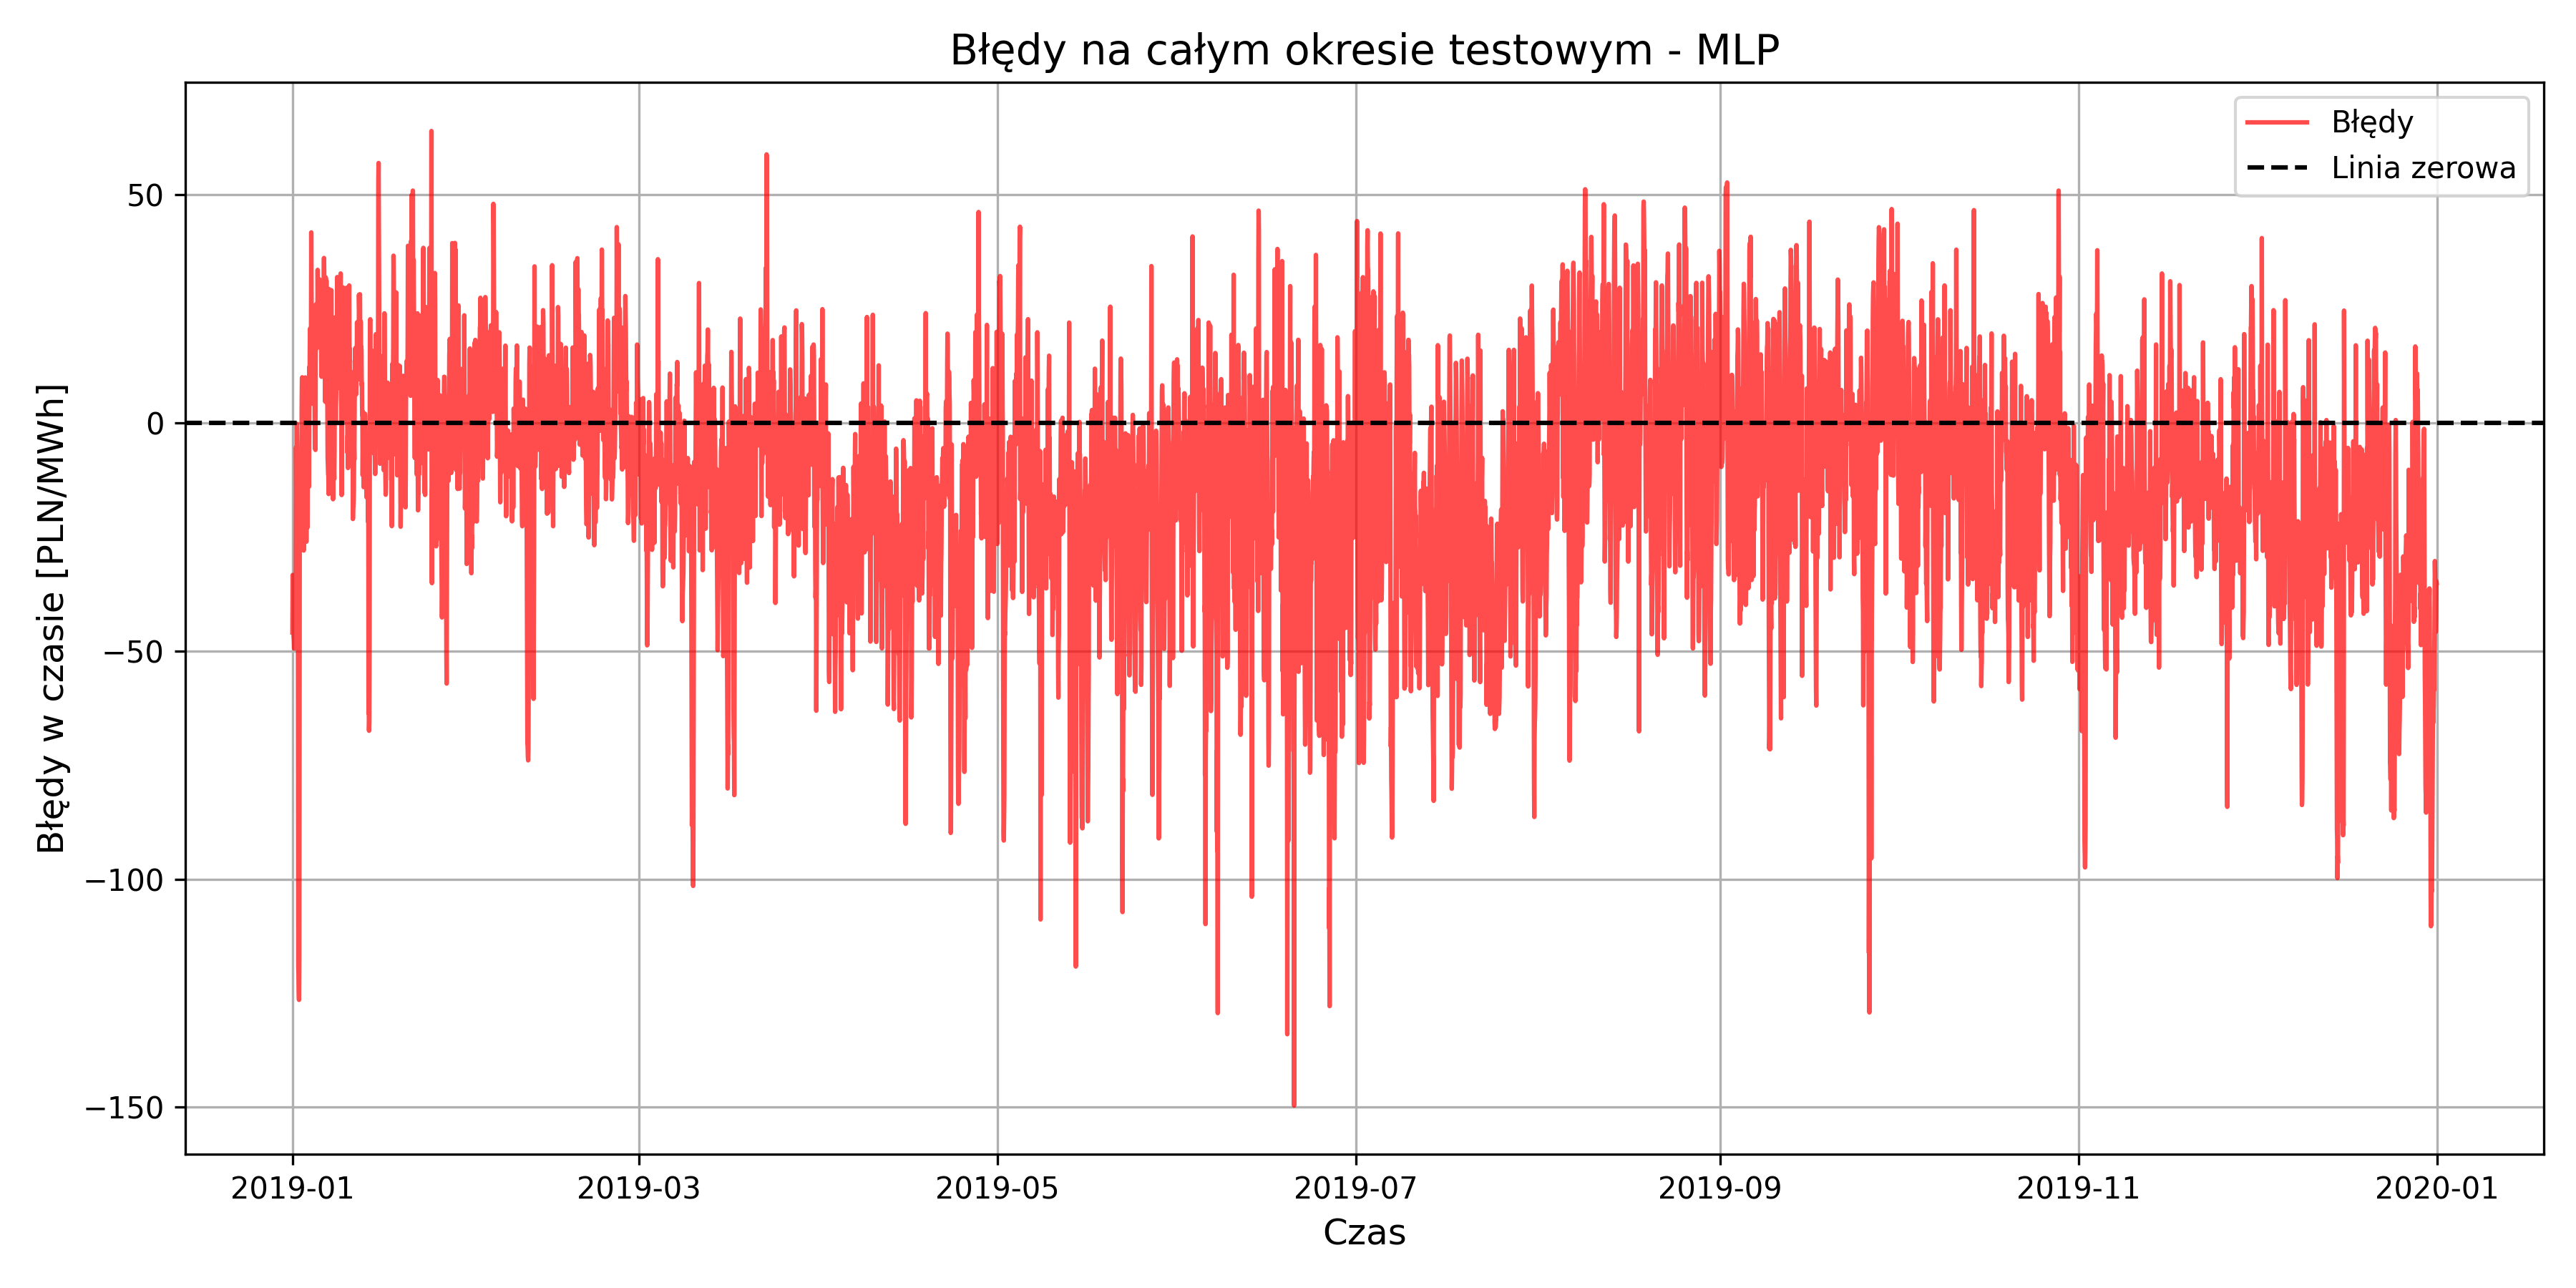 Błędy na całym okresie testowym - MLP
Błędy
Linia zerowa
Błędy w czasie [PLN/MWh]
50
0
−50
−100
−150
2019-01
2019-03
2019-05
2019-07
2019-09
2019-11
2020-01
Czas